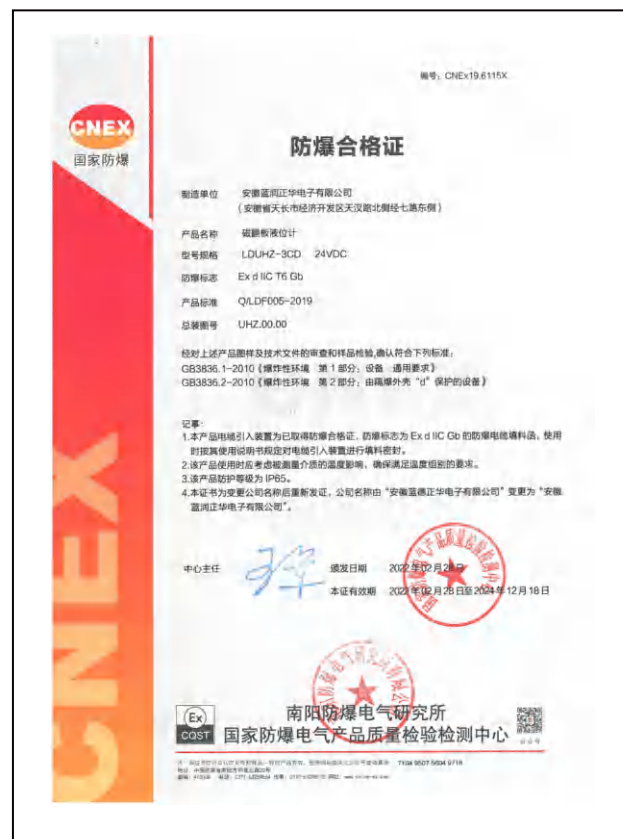 编号：CNEx19.6115X
CNEX
国家防爆
防爆合格证
制造单位 安徽蓝润正华电子有限公司
（安徽省天长市经济开发区天汉路北侧经七路东侧）
产品名称 磁翻板液位计
型号规格 LDUHZ-3CD 24VDC
防爆标志 Ex d IIC T6 Gb
产品标准 Q/LDF005-2019
总装图号 UHZ.00.00
经对上述产品图样及技术文件的审查和样品检验,确认符合下列标准：
GB3836.1-2010《爆炸性环境 第1部分：设备 通用要求》
GB3836.2-2010《爆炸性环境 第2部分：由隔爆外壳“d”保护的设备》
记事：
1.本产品电缆引入装置为已取得防爆合格证、防爆标志为 Ex d IIC Gb 的防爆电缆填料函，使用
时按其使用说明书规定对电缆引入装置进行填料密封。
2.该产品使用时应考虑被测量介质的温度影响，确保满足温度组别的要求。
3.该产品防护等级为 IP65。
4.本证书为变更公司名称后重新发证，公司名称由“安徽蓝德正华电子有限公司”变更为“安徽
蓝润正华电子有限公司”。
中心主任
颁发日期 2022年02月28日
本证有效期 2022年02月28日至2024年12月18日
CNEX
Ex
COST
南阳防爆电气研究所
国家防爆电气产品质量检验检测中心